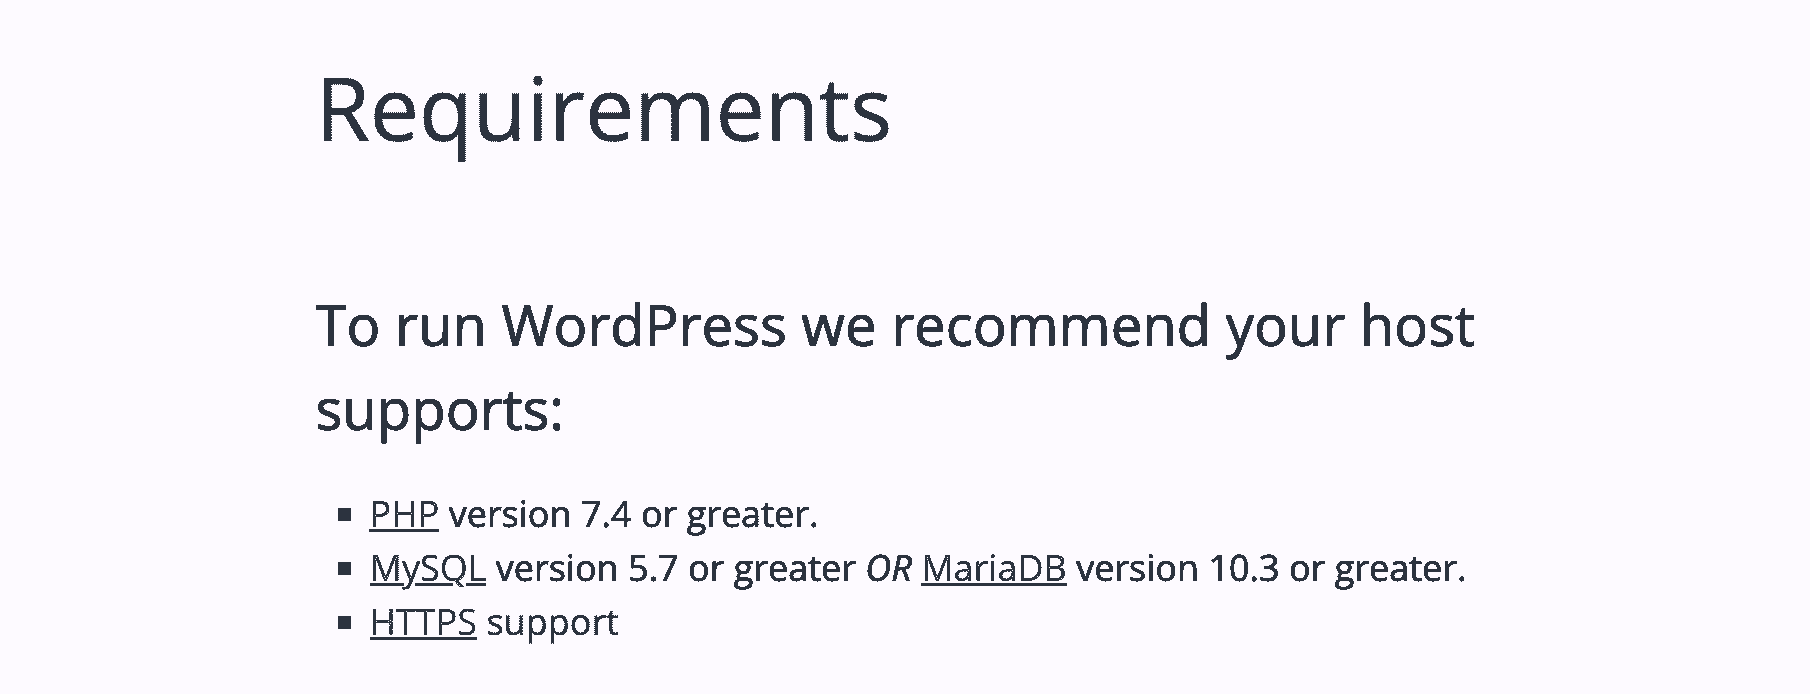 Requirements
To run WordPress we recommend your host
supports:
PHP version 7.4 or greater.
MySQL version 5.7 or greater OR MariaDB version 10.3 or greater.
HTTPS support